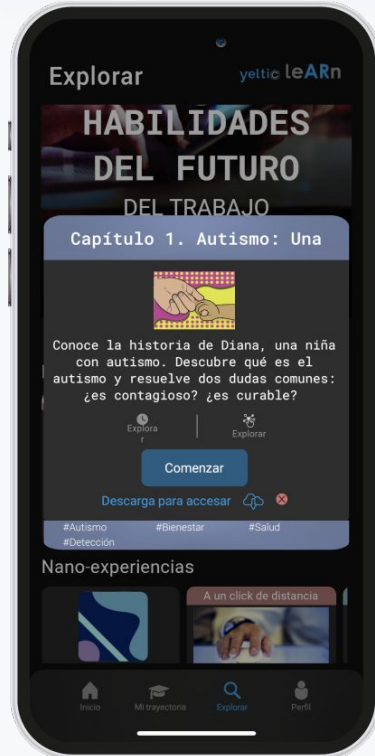 Explorar
yeltic leARn
HABILIDADES
DEL FUTURO
DEL TRABAJO
Capítulo 1. Autismo: Una
Conoce la historia de Diana, una niña
con autismo. Descubre qué es el
autismo y resuelve dos dudas comunes:
¿es contagioso? ¿es curable?
Explora
r
Explorar
Comenzar
Descarga para accesar
#Autismo #Bienestar #Salud
#Detección
Nano-experiencias
A un click de distancia
Inicio Mi trayectoria Explorar Perfil